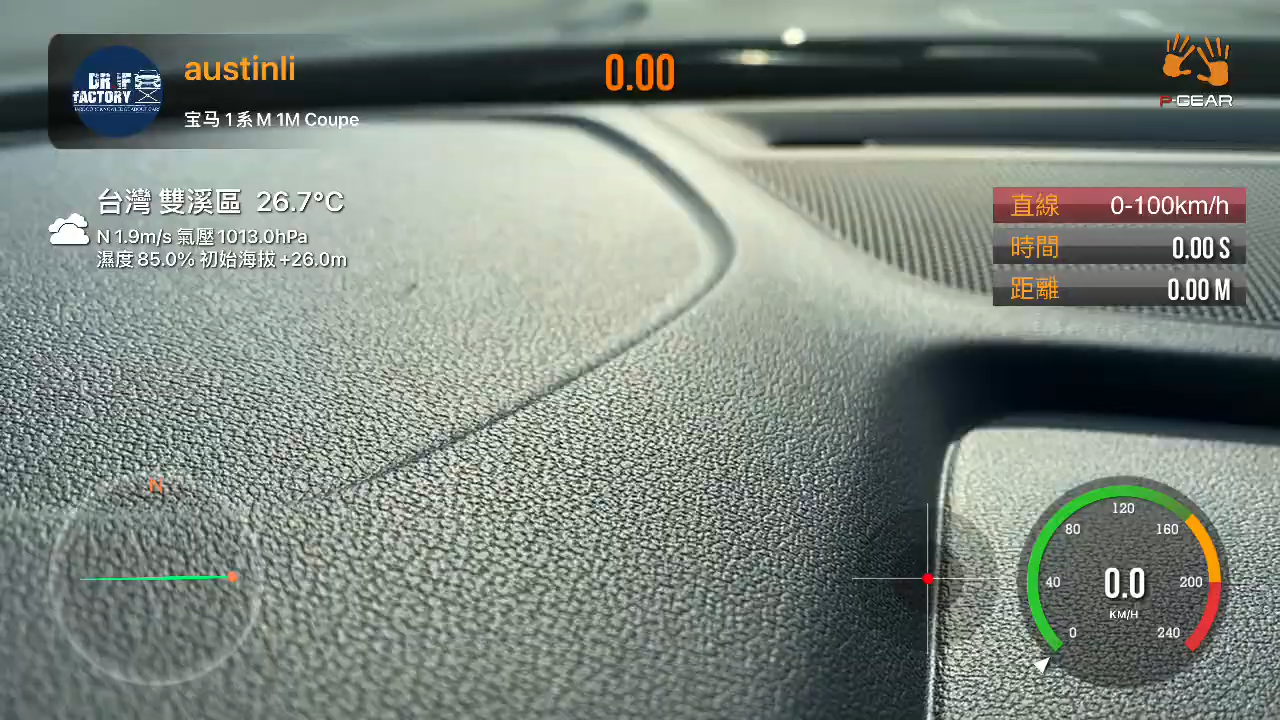 DR IF
FACTORY
austinli
宝马 1系 M 1M Coupe
0.00
P-GEAR
台灣 雙溪區 26.7°C
N 1.9m/s 氣壓 1013.0hPa
濕度 85.0% 初始海拔 +26.0m
直線 0-100km/h
時間 0.00 S
距離 0.00 M
N
120
80 160
40 200
0.0
KM/H
0 240